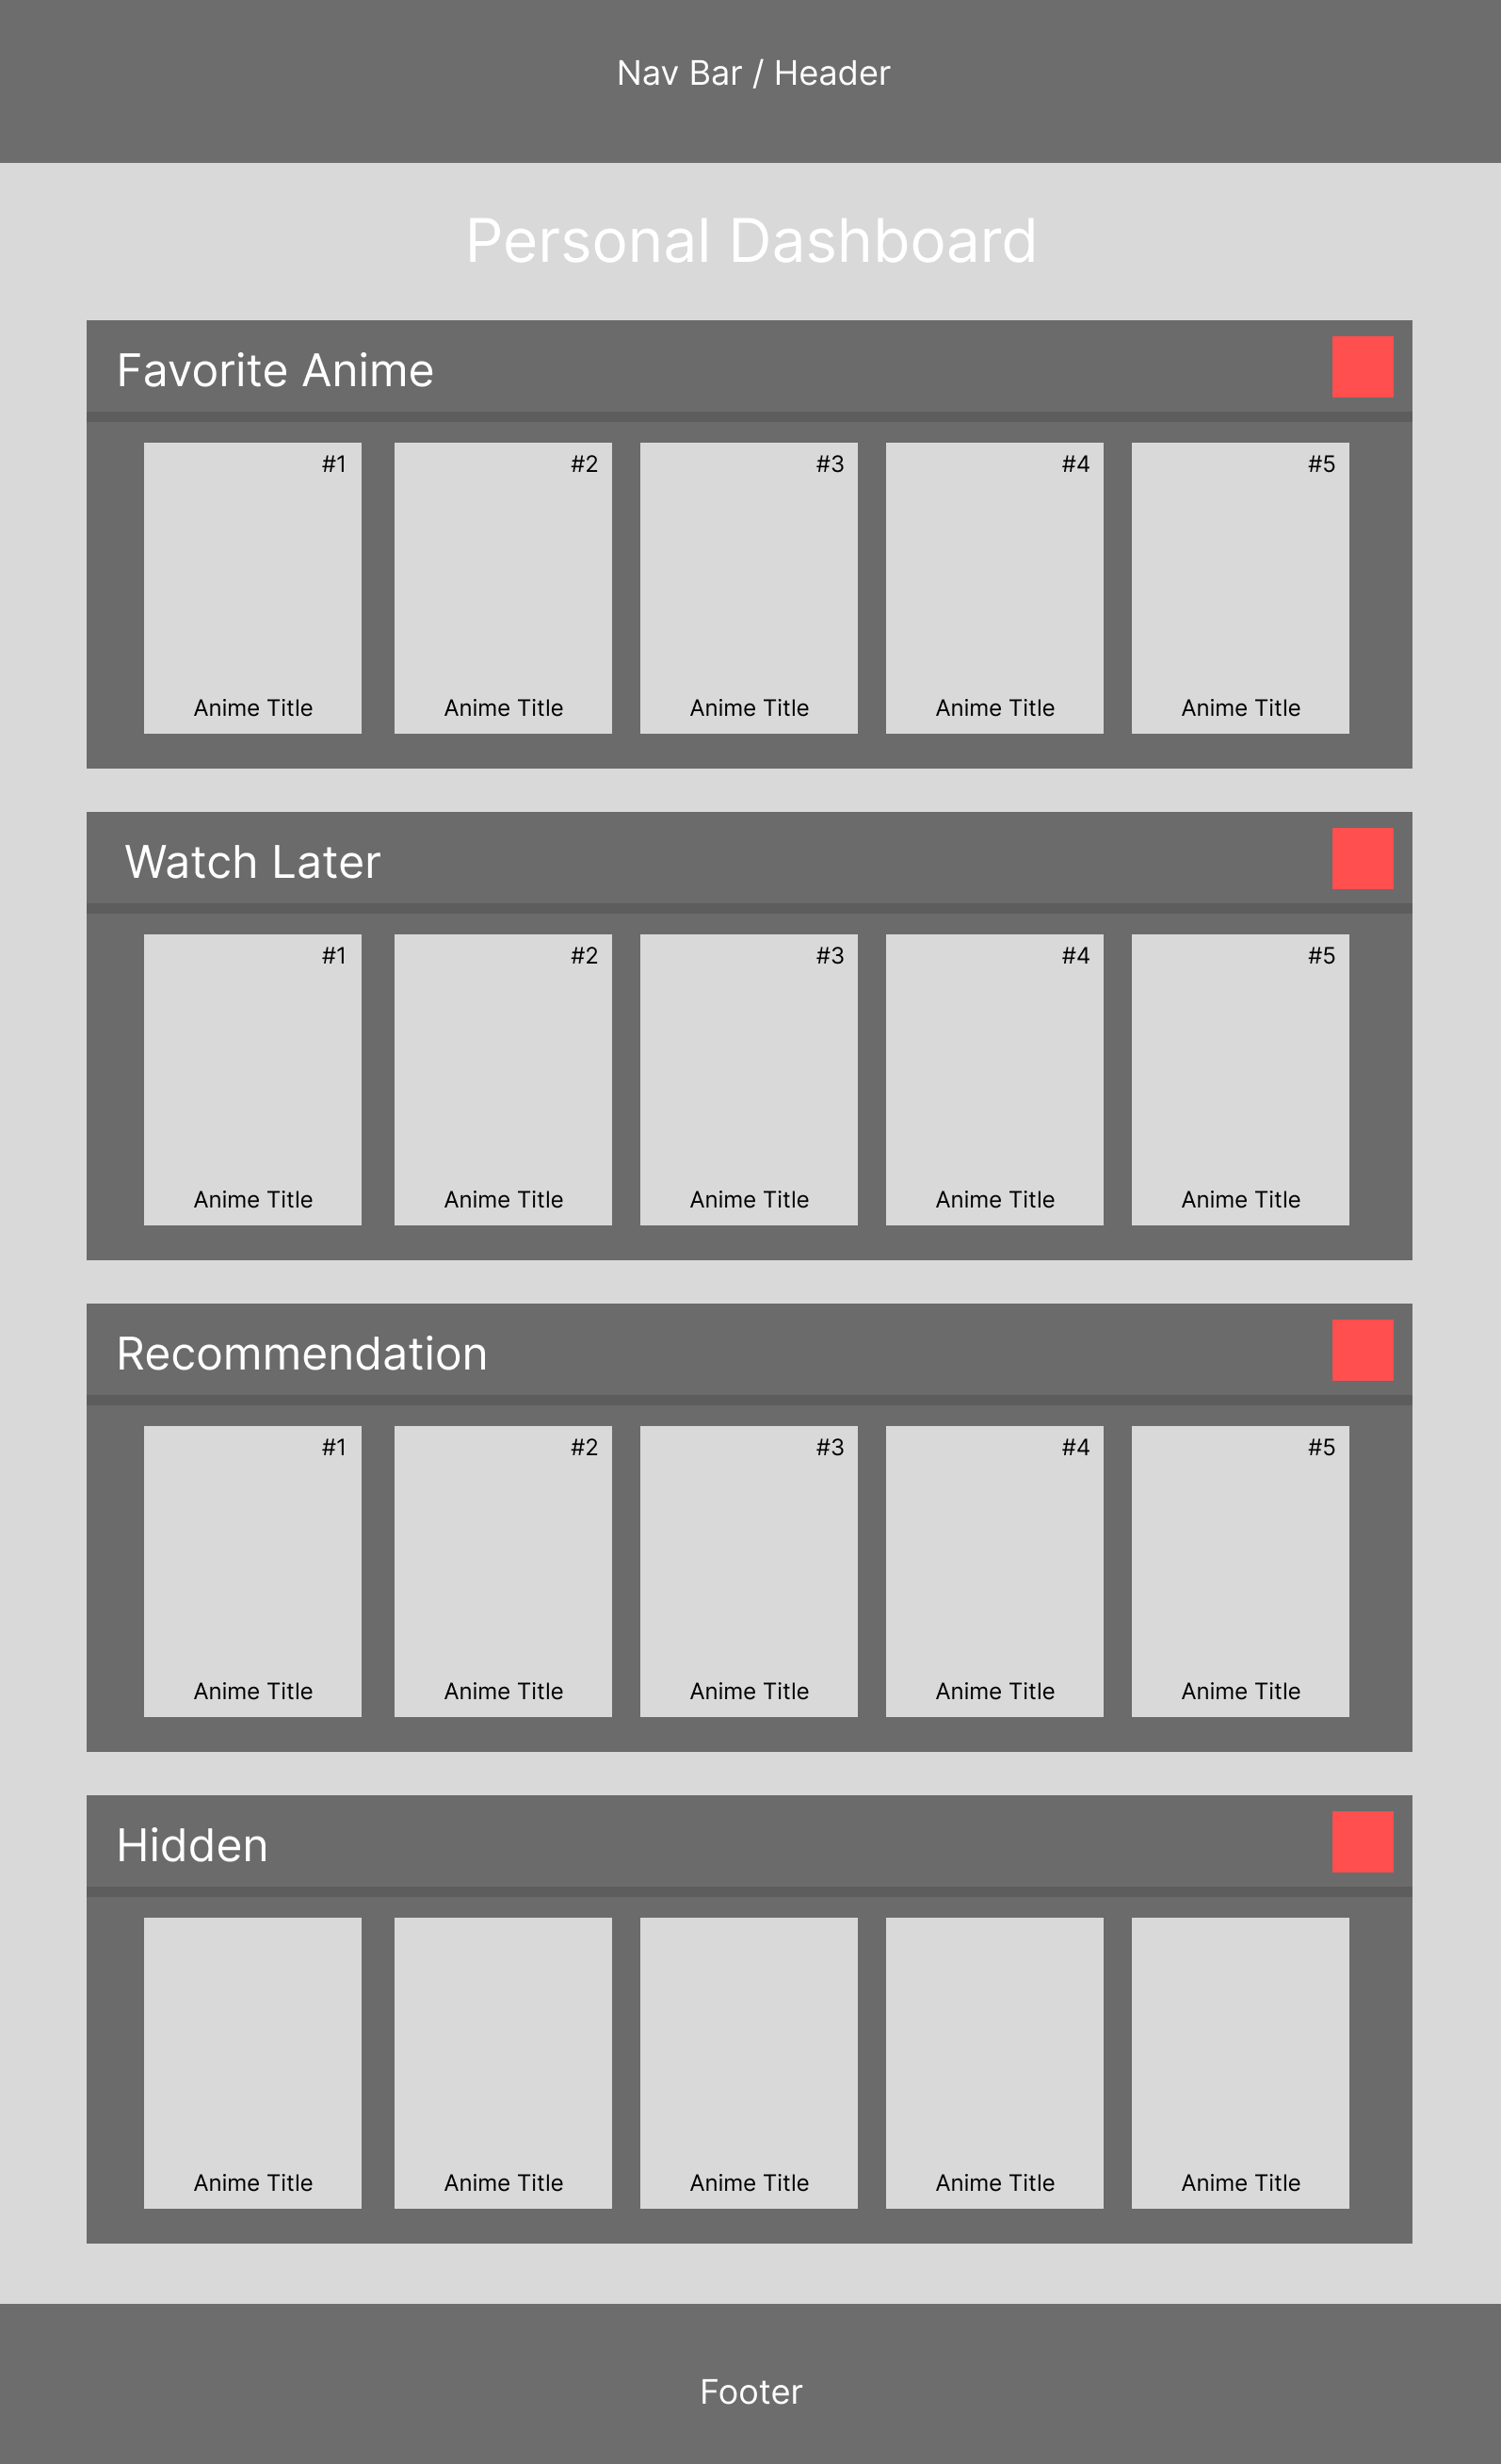 Nav Bar / Header
Personal Dashboard
Favorite Anime
#1 #2 #3 #4 #5
Anime Title Anime Title Anime Title Anime Title Anime Title
Watch Later
#1 #2 #3 #4 #5
Anime Title Anime Title Anime Title Anime Title Anime Title
Recommendation
#1 #2 #3 #4 #5
Anime Title Anime Title Anime Title Anime Title Anime Title
Hidden
Anime Title Anime Title Anime Title Anime Title Anime Title
Footer